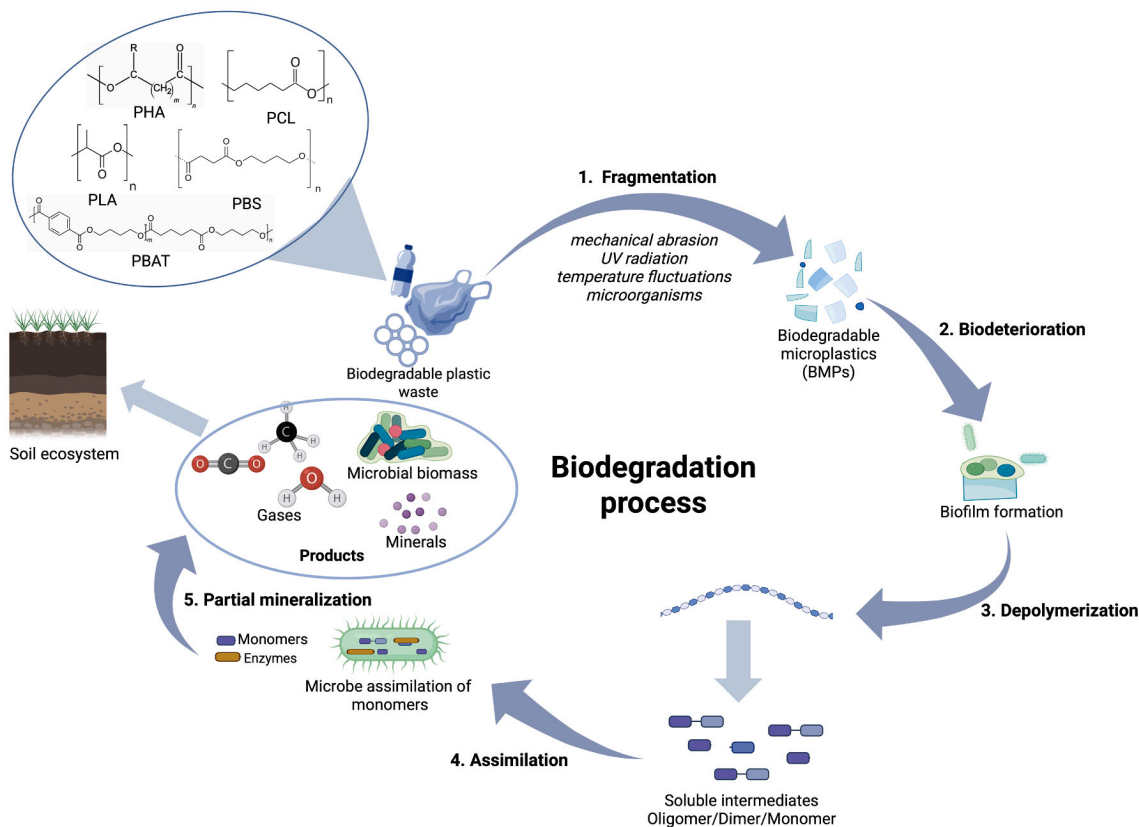 R
O
O
C
(CH₂)
m
n
PHA
O
O
n
PCL
O
O
n
PLA
O
O
O
O
n
PBS
O
O
O
O
m
O
O
O
O
n
PBAT
1. Fragmentation
mechanical abrasion
UV radiation
temperature fluctuations
microorganisms
Biodegradable
microplastics
(BMPs)
2. Biodeterioration
Biofilm formation
3. Depolymerization
Soluble intermediates
Oligomer/Dimer/Monomer
4. Assimilation
Microbe assimilation of
monomers
Monomers
Enzymes
5. Partial mineralization
Products
O C O
H
C
H
H
H
O
H H
Gases
Microbial biomass
Minerals
Soil ecosystem
Biodegradable plastic
waste
Biodegradation
process